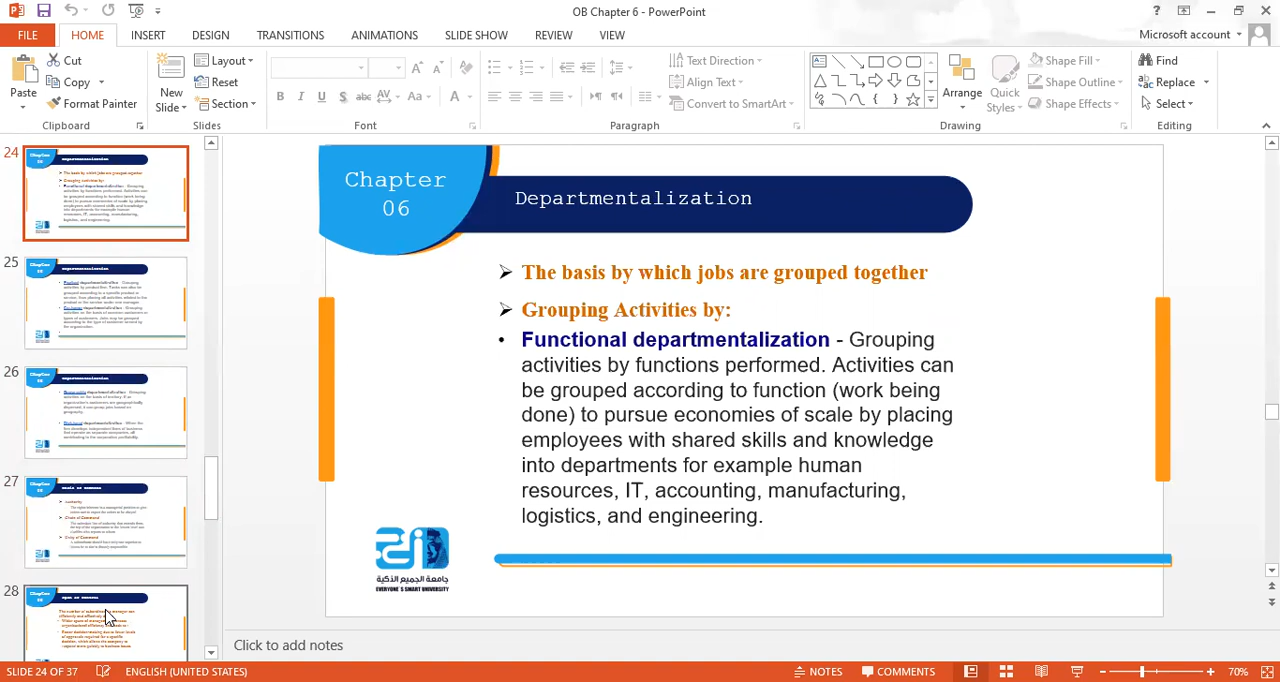 OB Chapter 6 - PowerPoint
FILE HOME INSERT DESIGN TRANSITIONS ANIMATIONS SLIDE SHOW REVIEW VIEW Microsoft account
Paste
Cut
Copy
Format Painter
Clipboard
New Slide
Layout
Reset
Section
Slides
B I U S abc AV Aa A
Font
Paragraph
Text Direction
Align Text
Convert to SmartArt
Arrange
Quick Styles
Shape Fill
Shape Outline
Shape Effects
Drawing
Find
Replace
Select
Editing
24
25
26
27
28
Chapter
06
Departmentalization
The basis by which jobs are grouped together
Grouping Activities by:
• Functional departmentalization - Grouping
activities by functions performed. Activities can
be grouped according to function (work being
done) to pursue economies of scale by placing
employees with shared skills and knowledge
into departments for example human
resources, IT, accounting, manufacturing,
logistics, and engineering.
جامعة الجميع الذكية
EVERYONE'S SMART UNIVERSITY
Click to add notes
SLIDE 24 OF 37 ENGLISH (UNITED STATES) NOTES COMMENTS 70%